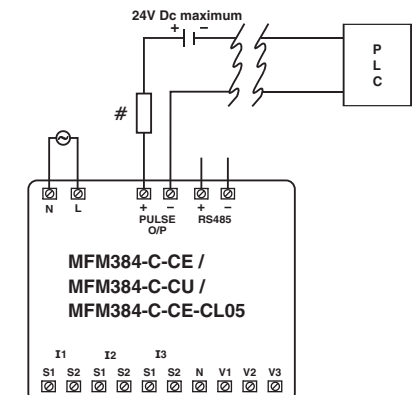 24V Dc maximum
+ −
P
L
C
#
N L + − + −
PULSE
O/P
RS485
MFM384-C-CE /
MFM384-C-CU /
MFM384-C-CE-CL05
I1 I2 I3
S1 S2 S1 S2 S1 S2 N V1 V2 V3